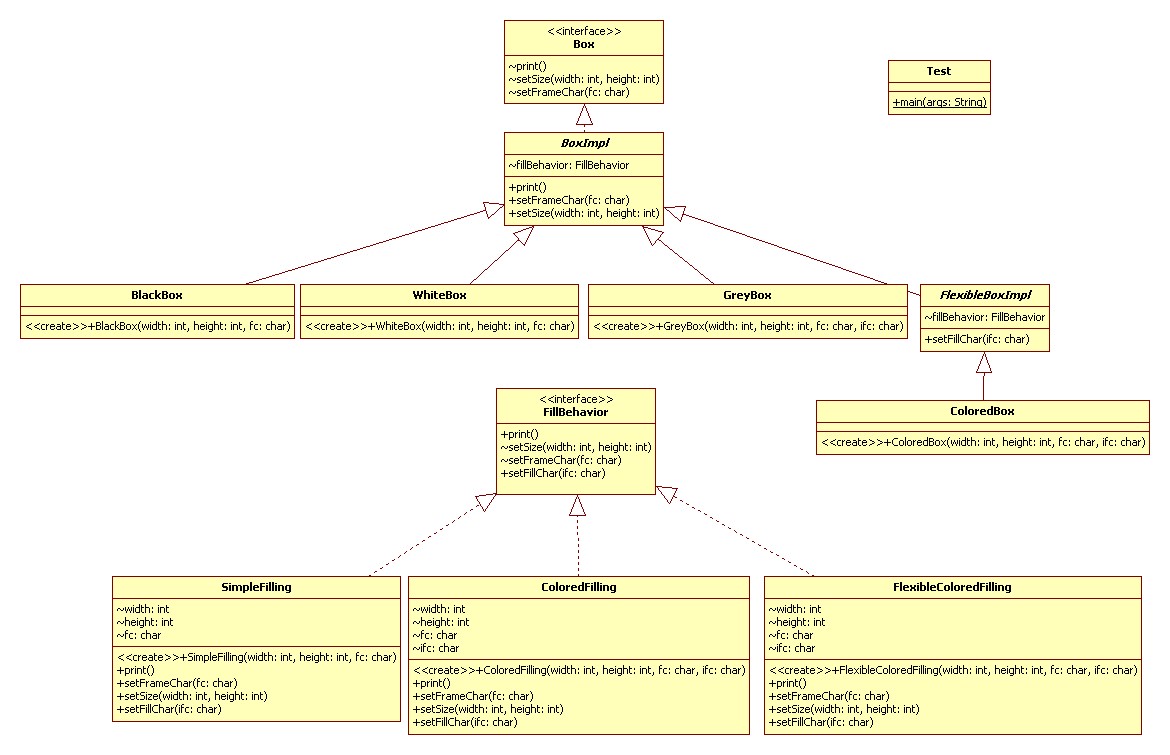 <<interface>>
Box
~print()
~setSize(width: int, height: int)
~setFrameChar(fc: char)
Test
+main(args: String)
BoxImpl
~fillBehavior: FillBehavior
+print()
+setFrameChar(fc: char)
+setSize(width: int, height: int)
BlackBox
<<create>>+BlackBox(width: int, height: int, fc: char)
WhiteBox
<<create>>+WhiteBox(width: int, height: int, fc: char)
GreyBox
<<create>>+GreyBox(width: int, height: int, fc: char, ifc: char)
FlexibleBoxImpl
~fillBehavior: FillBehavior
+setFillChar(ifc: char)
<<interface>>
FillBehavior
+print()
~setSize(width: int, height: int)
~setFrameChar(fc: char)
+setFillChar(ifc: char)
ColoredBox
<<create>>+ColoredBox(width: int, height: int, fc: char, ifc: char)
SimpleFilling
~width: int
~height: int
~fc: char
<<create>>+SimpleFilling(width: int, height: int, fc: char)
+print()
+setFrameChar(fc: char)
+setSize(width: int, height: int)
+setFillChar(ifc: char)
ColoredFilling
~width: int
~height: int
~fc: char
~ifc: char
<<create>>+ColoredFilling(width: int, height: int, fc: char, ifc: char)
+print()
+setFrameChar(fc: char)
+setSize(width: int, height: int)
+setFillChar(ifc: char)
FlexibleColoredFilling
~width: int
~height: int
~fc: char
~ifc: char
<<create>>+FlexibleColoredFilling(width: int, height: int, fc: char, ifc: char)
+print()
+setFrameChar(fc: char)
+setSize(width: int, height: int)
+setFillChar(ifc: char)